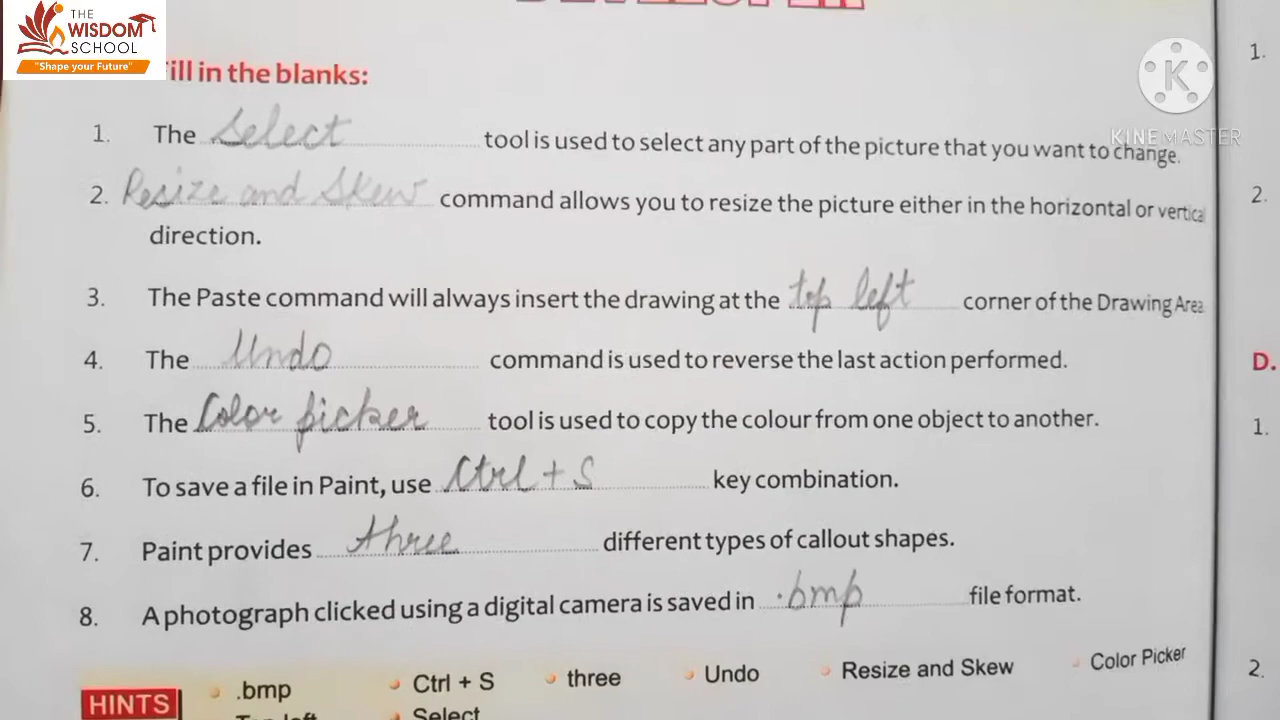 THE
WISDOM
SCHOOL
"Shape your Future"
ill in the blanks:
KINEMASTER
1. The Select tool is used to select any part of the picture that you want to change.
2. Resize and Skew command allows you to resize the picture either in the horizontal or vertical
direction.
3. The Paste command will always insert the drawing at the top left corner of the Drawing Area
4. The Undo command is used to reverse the last action performed.
5. The Color picker tool is used to copy the colour from one object to another.
6. To save a file in Paint, use Ctrl + S key combination.
7. Paint provides three different types of callout shapes.
8. A photograph clicked using a digital camera is saved in .bmp file format.
HINTS .bmp Ctrl + S three Undo Resize and Skew Color Picker
Top left Select
1.
2.
D.
1.
2.